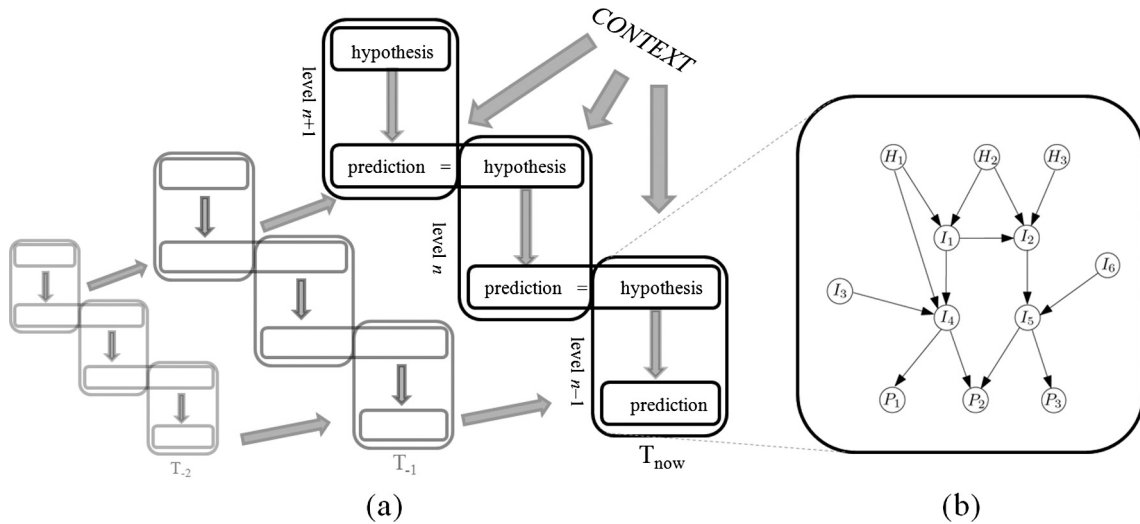 CONTEXT
hypothesis
level n+1
prediction = hypothesis
level n
prediction = hypothesis
level n−1
prediction
T-2
T-1
Tnow
(a)
H1 H2 H3
I1 I2
I6
I3
I4 I5
P1 P2 P3
(b)